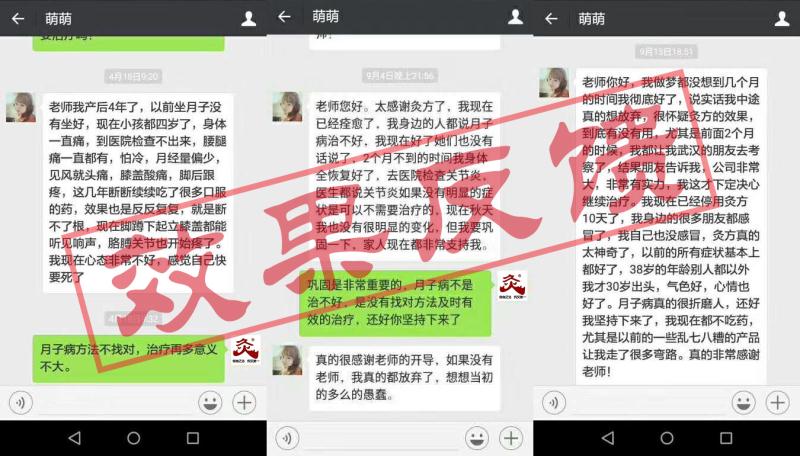 萌萌
4月18日9:20
老师我产后4年了，以前坐月子没
有坐好，现在小孩都四岁了，身体
一直痛，到医院检查不出来，腰腿
痛一直都有，怕冷，月经量偏少，
见风就头痛，膝盖酸痛，脚后跟
疼，这几年断断续续吃了很多口服
的药，效果也是反反复复，就是断
不了根，现在脚蹲下起立膝盖都能
听见响声，胳膊关节也开始疼了。
我现在心态非常不好，感觉自己快
要死了
月子病方法不找对，治疗再多意义
不大。
灸
萌萌
师！
9月4日晚上21:56
老师您好。太感谢灸方了，我现在
已经痊愈了，我身边的人都说月子
病治不好，我现在好了她们也没有
话说了，2个月不到的时间我身体
全恢复好了，去医院检查关节炎，
医生都说关节炎如果没有明显的症
状是可以不需要治疗的，现在秋天
我也没有很明显的变化，但我要巩
固一下，家人现在都非常支持我。
巩固是非常重要的，月子病不是
治不好，是没有找对方法及时有
效的治疗，还好你坚持下来了
灸
真的很感谢老师的开导，如果没有
老师，我真的都放弃了，想想当初
的多么的愚蠢。
萌萌
9月13日18:51
老师你好，我做梦都没想到几个月
的时间我彻底好了，说实话我中途
真的想放弃，很怀疑灸方的效果，
到底有没有用，尤其是前面2个月
的时候，我都让我武汉的朋友去考
察了，结果朋友告诉我，公司非常
大，非常有实力，我这才下定决心
继续治疗。我现在已经停用灸方
10天了，我身边的很多朋友都感
冒了，我自己也没感冒，灸方真的
太神奇了，以前的所有症状基本上
都好了，38岁的年龄别人都以外
我才30岁出头，气色好，心情也
好了。月子病真的很折磨人，还好
我坚持下来了，我现在都不吃药，
尤其是以前的一些乱七八糟的产品
让我走了很多弯路。真的非常感谢
老师！
效果反馈